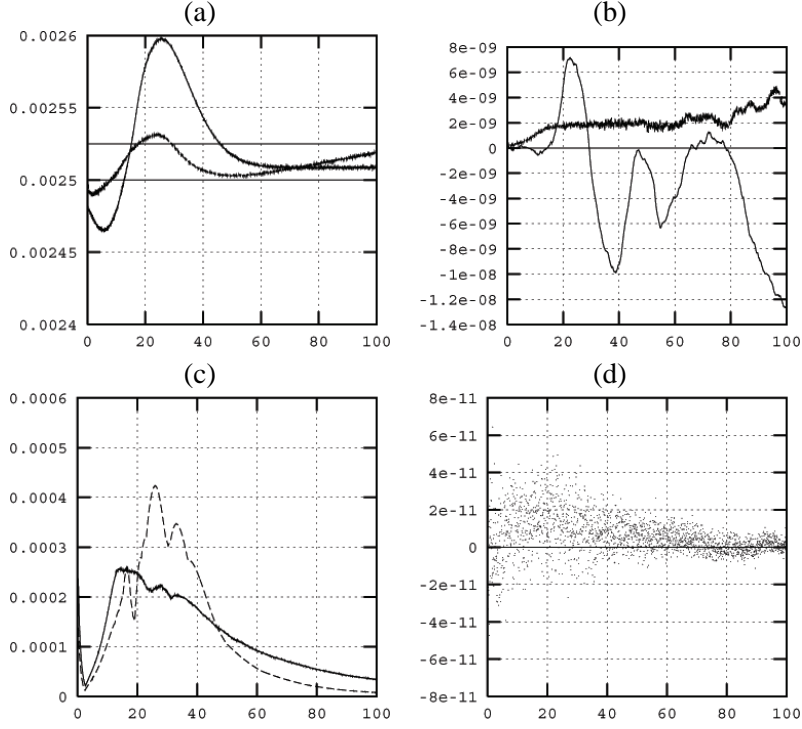 (a)
0.0026
0.00255
0.0025
0.00245
0.0024
0 20 40 60 80 100
(b)
8e-09
6e-09
4e-09
2e-09
0
-2e-09
-4e-09
-6e-09
-8e-09
-1e-08
-1.2e-08
-1.4e-08
0 20 40 60 80 100
(c)
0.0006
0.0005
0.0004
0.0003
0.0002
0.0001
0
0 20 40 60 80 100
(d)
8e-11
6e-11
4e-11
2e-11
0
-2e-11
-4e-11
-6e-11
-8e-11
0 20 40 60 80 100